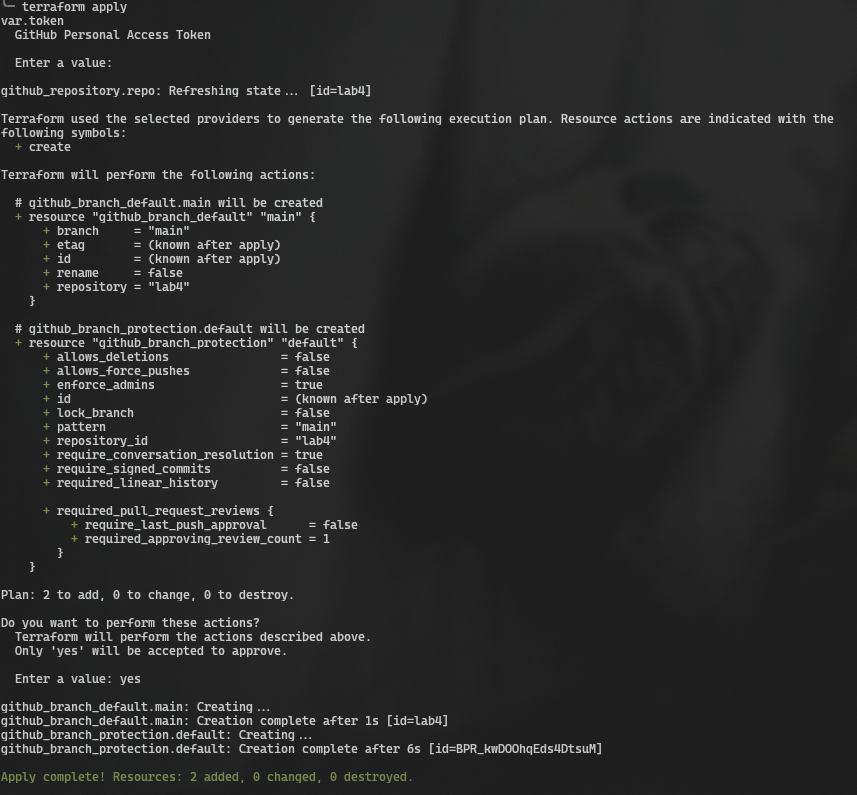 ╰─ terraform apply
var.token
  GitHub Personal Access Token

  Enter a value:

github_repository.repo: Refreshing state... [id=lab4]

Terraform used the selected providers to generate the following execution plan. Resource actions are indicated with the
following symbols:
  + create

Terraform will perform the following actions:

  # github_branch_default.main will be created
  + resource "github_branch_default" "main" {
      + branch     = "main"
      + etag       = (known after apply)
      + id         = (known after apply)
      + rename     = false
      + repository = "lab4"
    }

  # github_branch_protection.default will be created
  + resource "github_branch_protection" "default" {
      + allows_deletions                = false
      + allows_force_pushes             = false
      + enforce_admins                  = true
      + id                              = (known after apply)
      + lock_branch                     = false
      + pattern                         = "main"
      + repository_id                   = "lab4"
      + require_conversation_resolution = true
      + require_signed_commits          = false
      + required_linear_history         = false

      + required_pull_request_reviews {
          + require_last_push_approval      = false
          + required_approving_review_count = 1
        }
    }

Plan: 2 to add, 0 to change, 0 to destroy.

Do you want to perform these actions?
  Terraform will perform the actions described above.
  Only 'yes' will be accepted to approve.

  Enter a value: yes

github_branch_default.main: Creating...
github_branch_default.main: Creation complete after 1s [id=lab4]
github_branch_protection.default: Creating...
github_branch_protection.default: Creation complete after 6s [id=BPR_kwDOOhqEds4DtsuM]

Apply complete! Resources: 2 added, 0 changed, 0 destroyed.